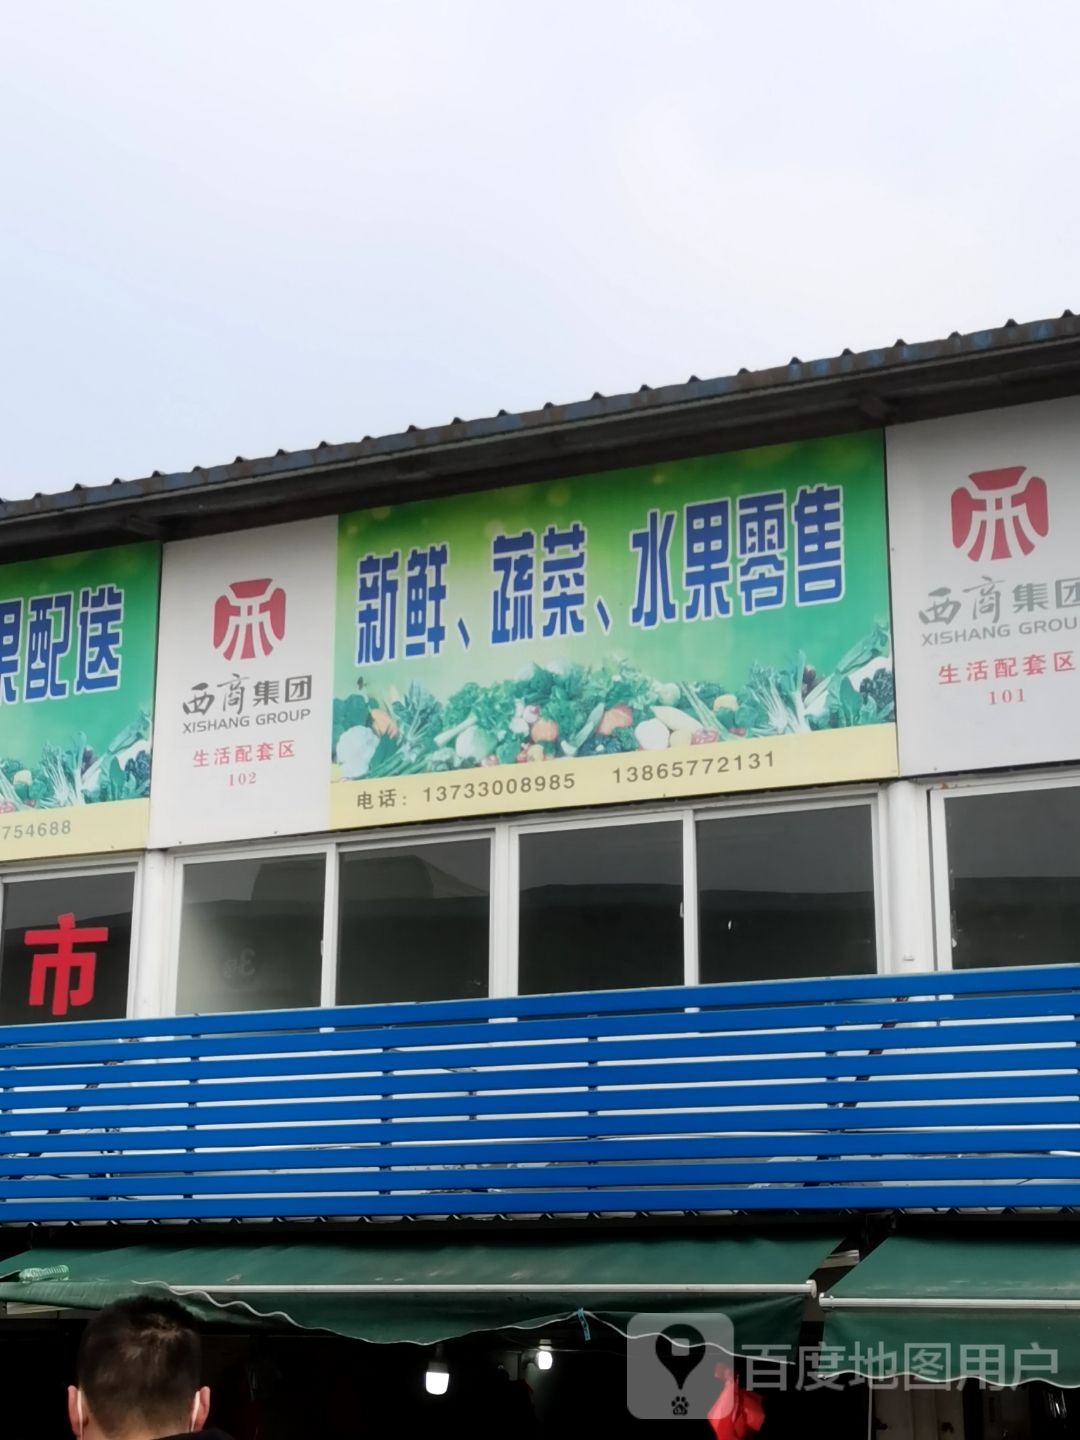 果配送
754688
西商集团
XISHANG GROUP
生活配套区
102
新鲜、蔬菜、水果零售
电话：13733008985 13865772131
西商集团
XISHANG GROU
生活配套区
101
市
百度地图用户